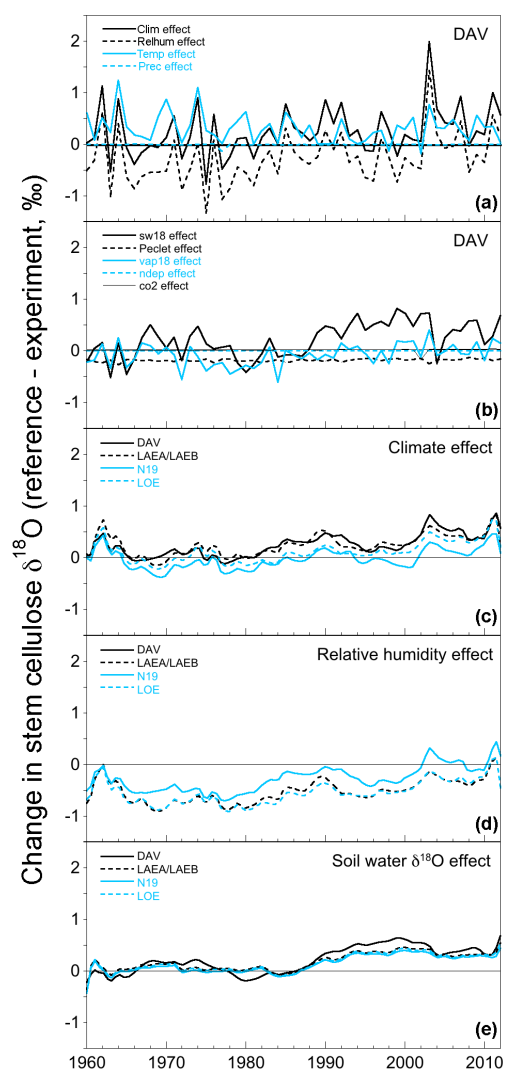 Change in stem cellulose δ18O (reference - experiment, ‰)
2
1
0
-1
Clim effect
Relhum effect
Temp effect
Prec effect
DAV
(a)
2
1
0
-1
sw18 effect
Peclet effect
vap18 effect
ndep effect
co2 effect
DAV
(b)
2
1
0
-1
DAV
LAEA/LAEB
N19
LOE
Climate effect
(c)
2
1
0
-1
DAV
LAEA/LAEB
N19
LOE
Relative humidity effect
(d)
2
1
0
-1
DAV
LAEA/LAEB
N19
LOE
Soil water δ18O effect
(e)
1960 1970 1980 1990 2000 2010